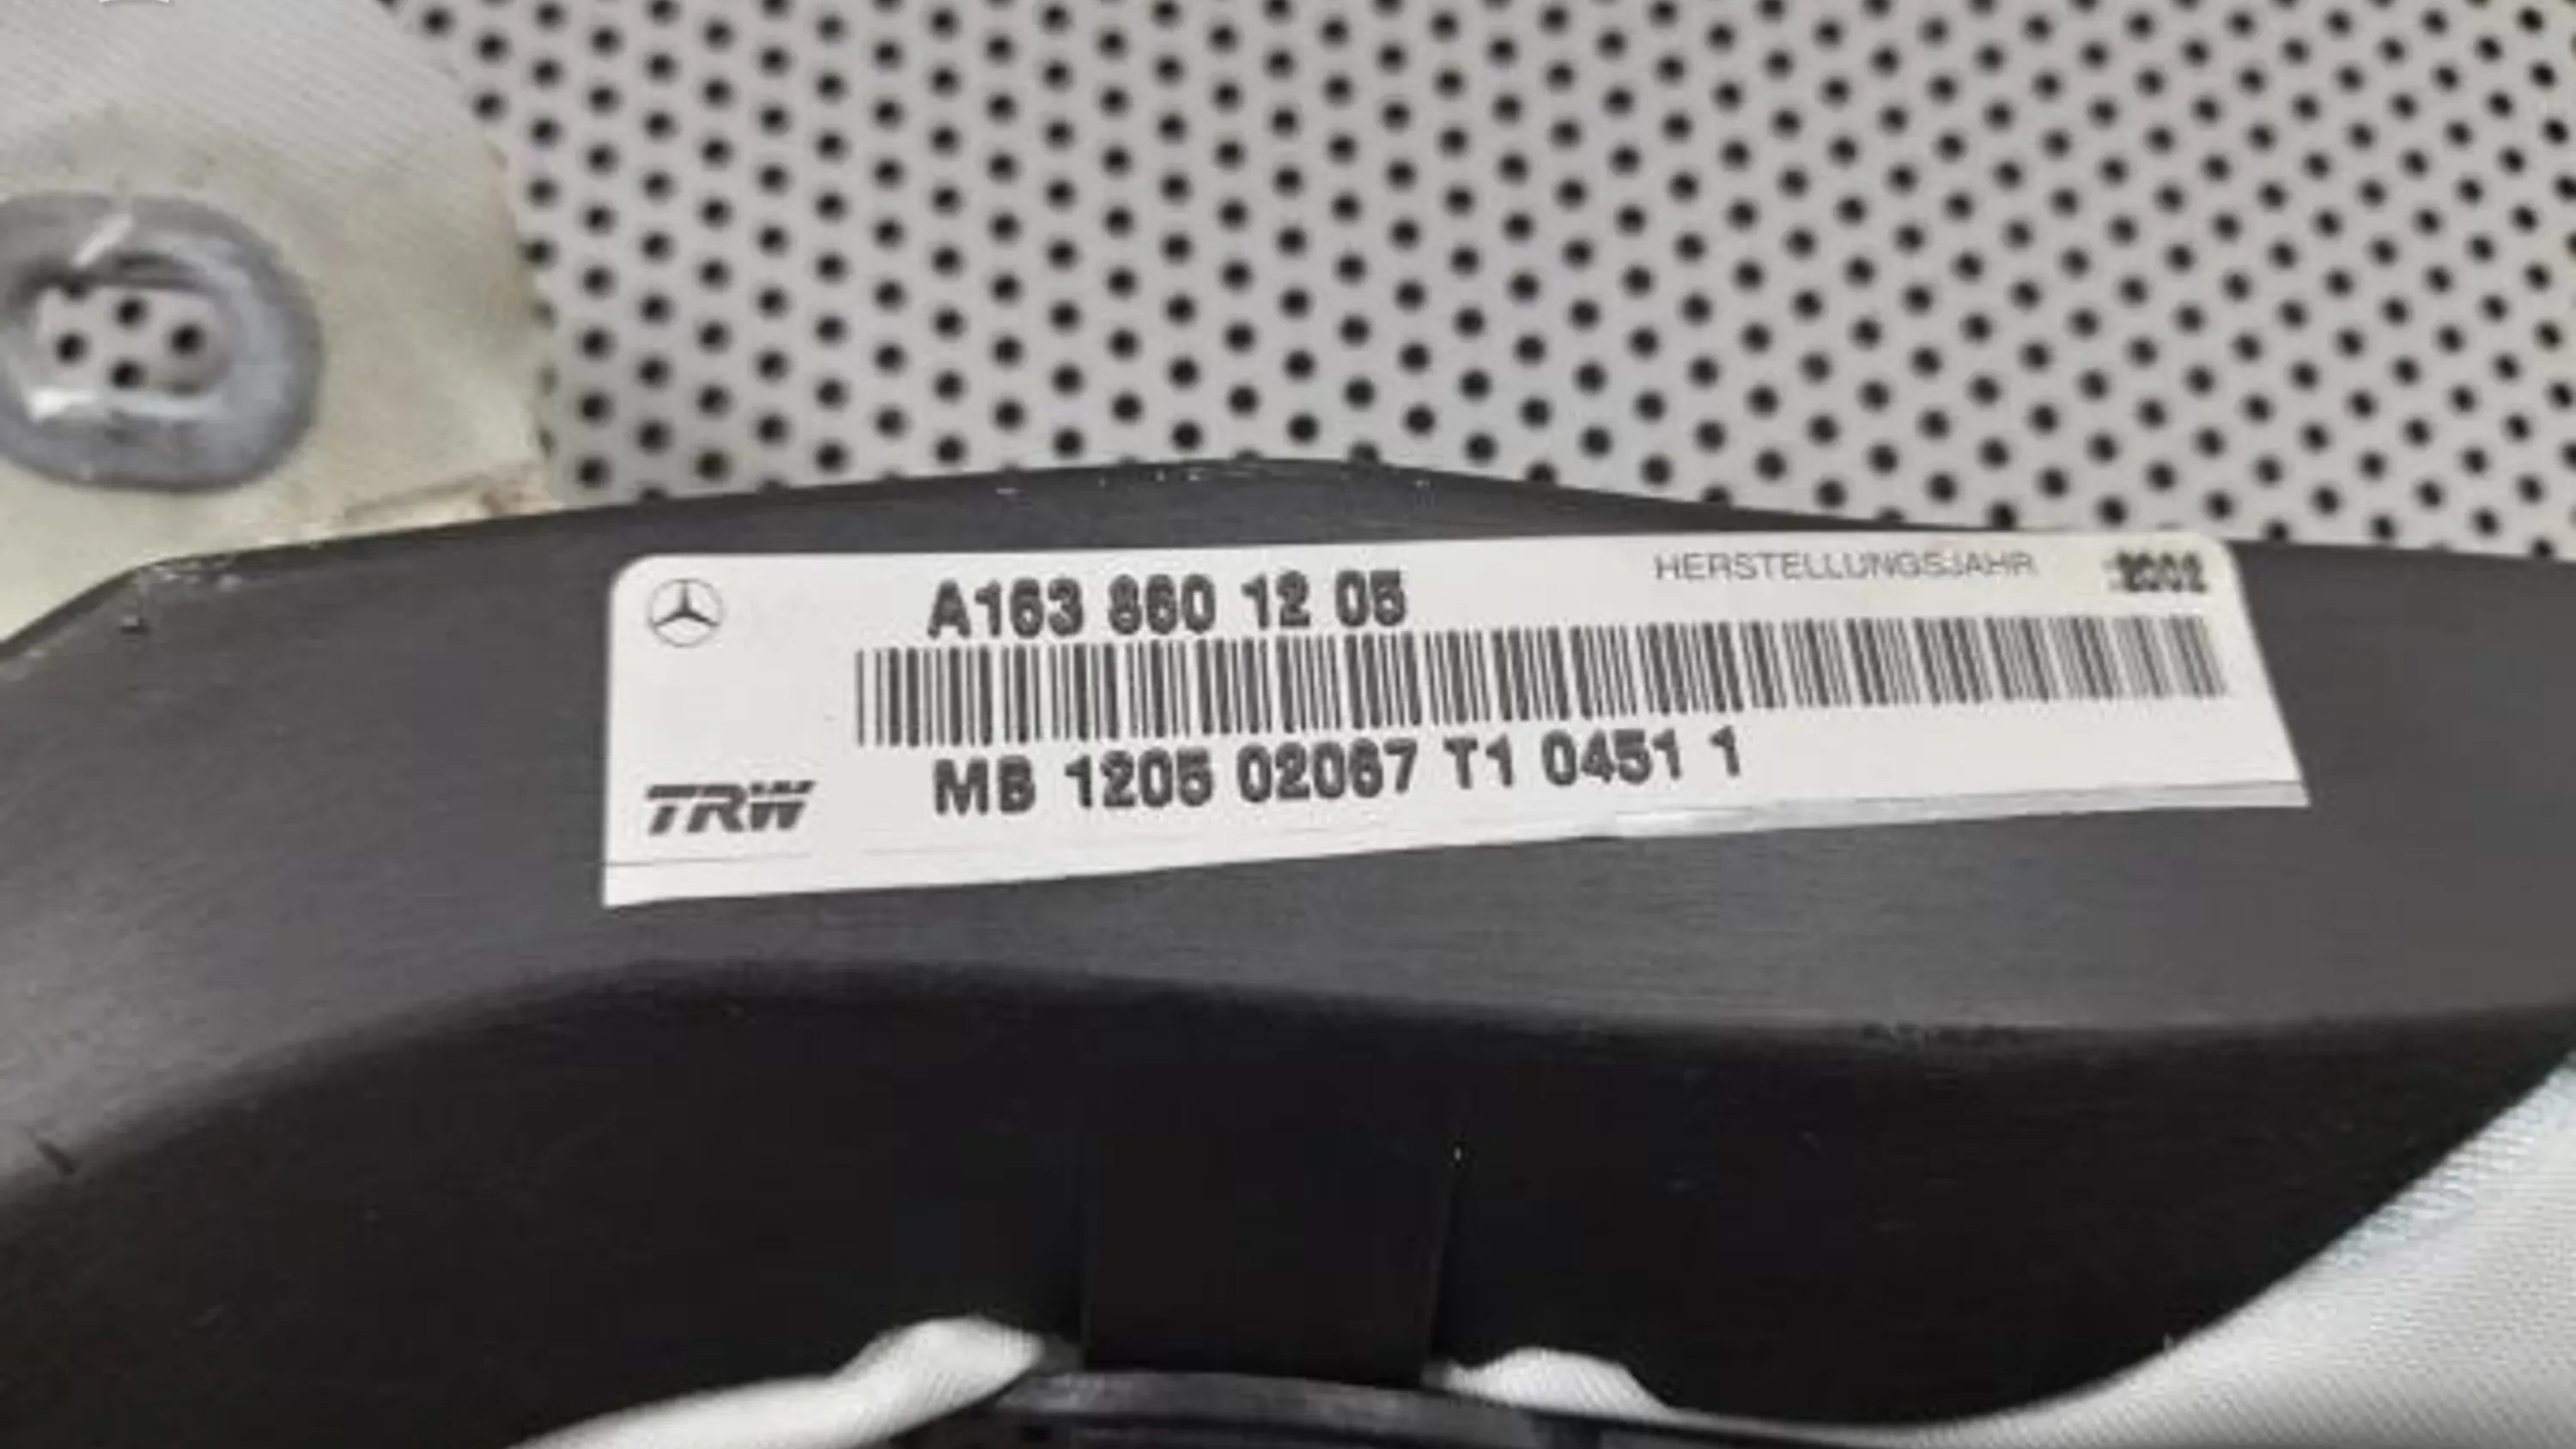 A163 860 12 05
HERSTELLUNGSJAHR 2002
MB 1205 02067 T1 0451 1
TRW